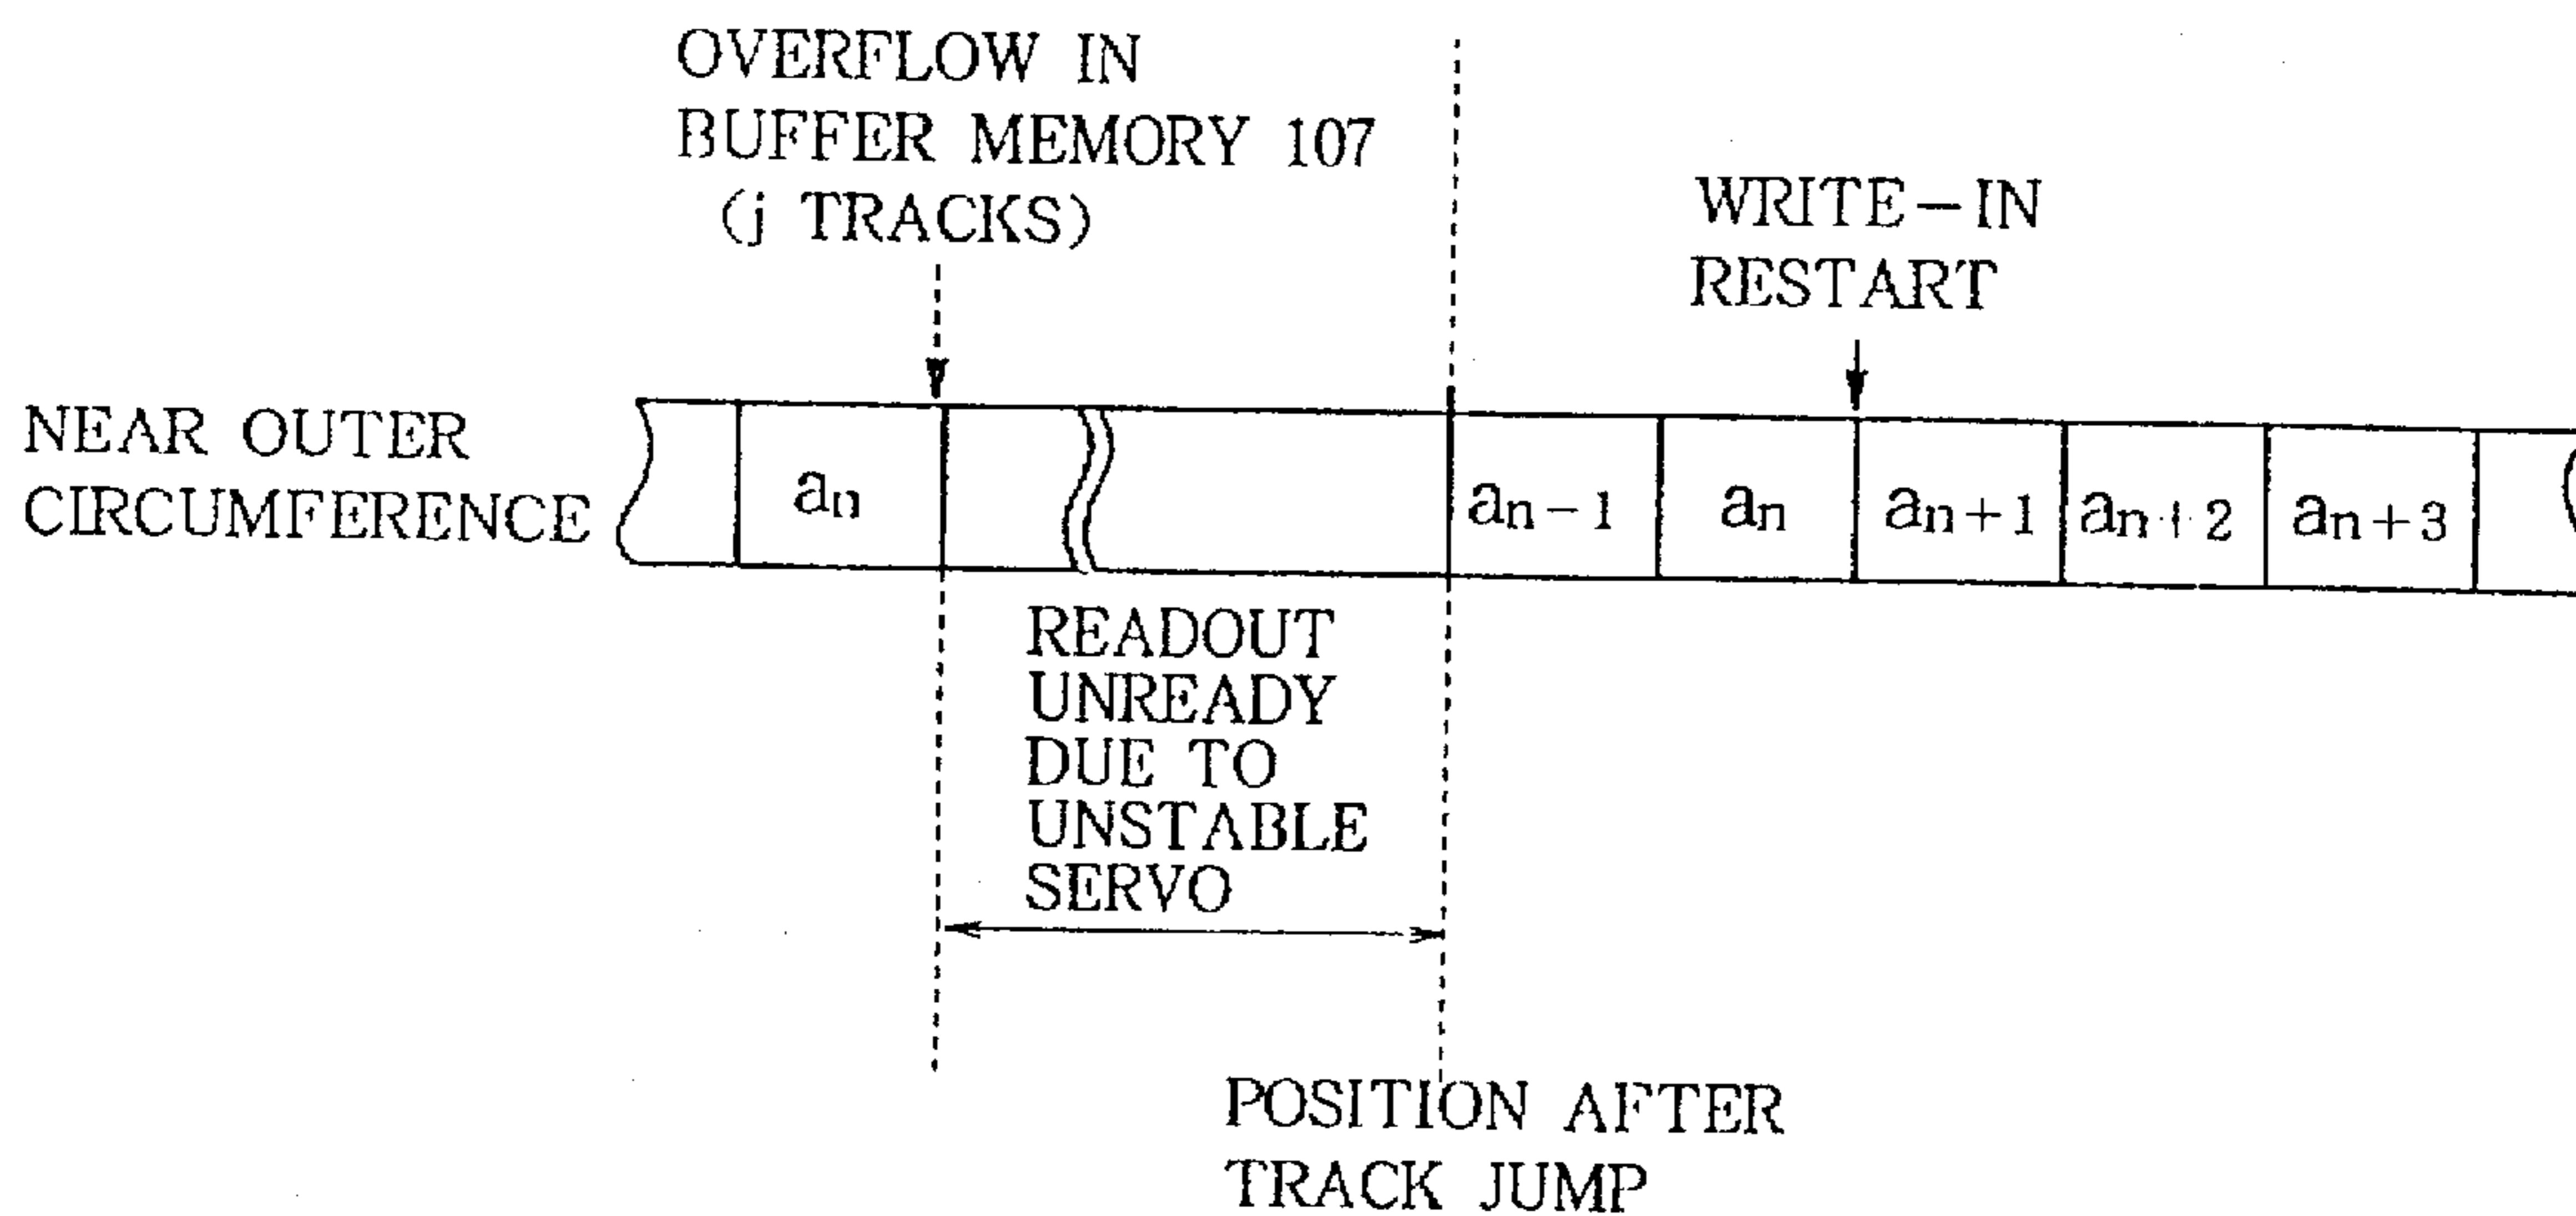 OVERFLOW IN
BUFFER MEMORY 107
(j TRACKS)
WRITE-IN
RESTART
NEAR OUTER
CIRCUMFERENCE
an
an-1
an
an+1
an+2
an+3
READOUT
UNREADY
DUE TO
UNSTABLE
SERVO
POSITION AFTER
TRACK JUMP